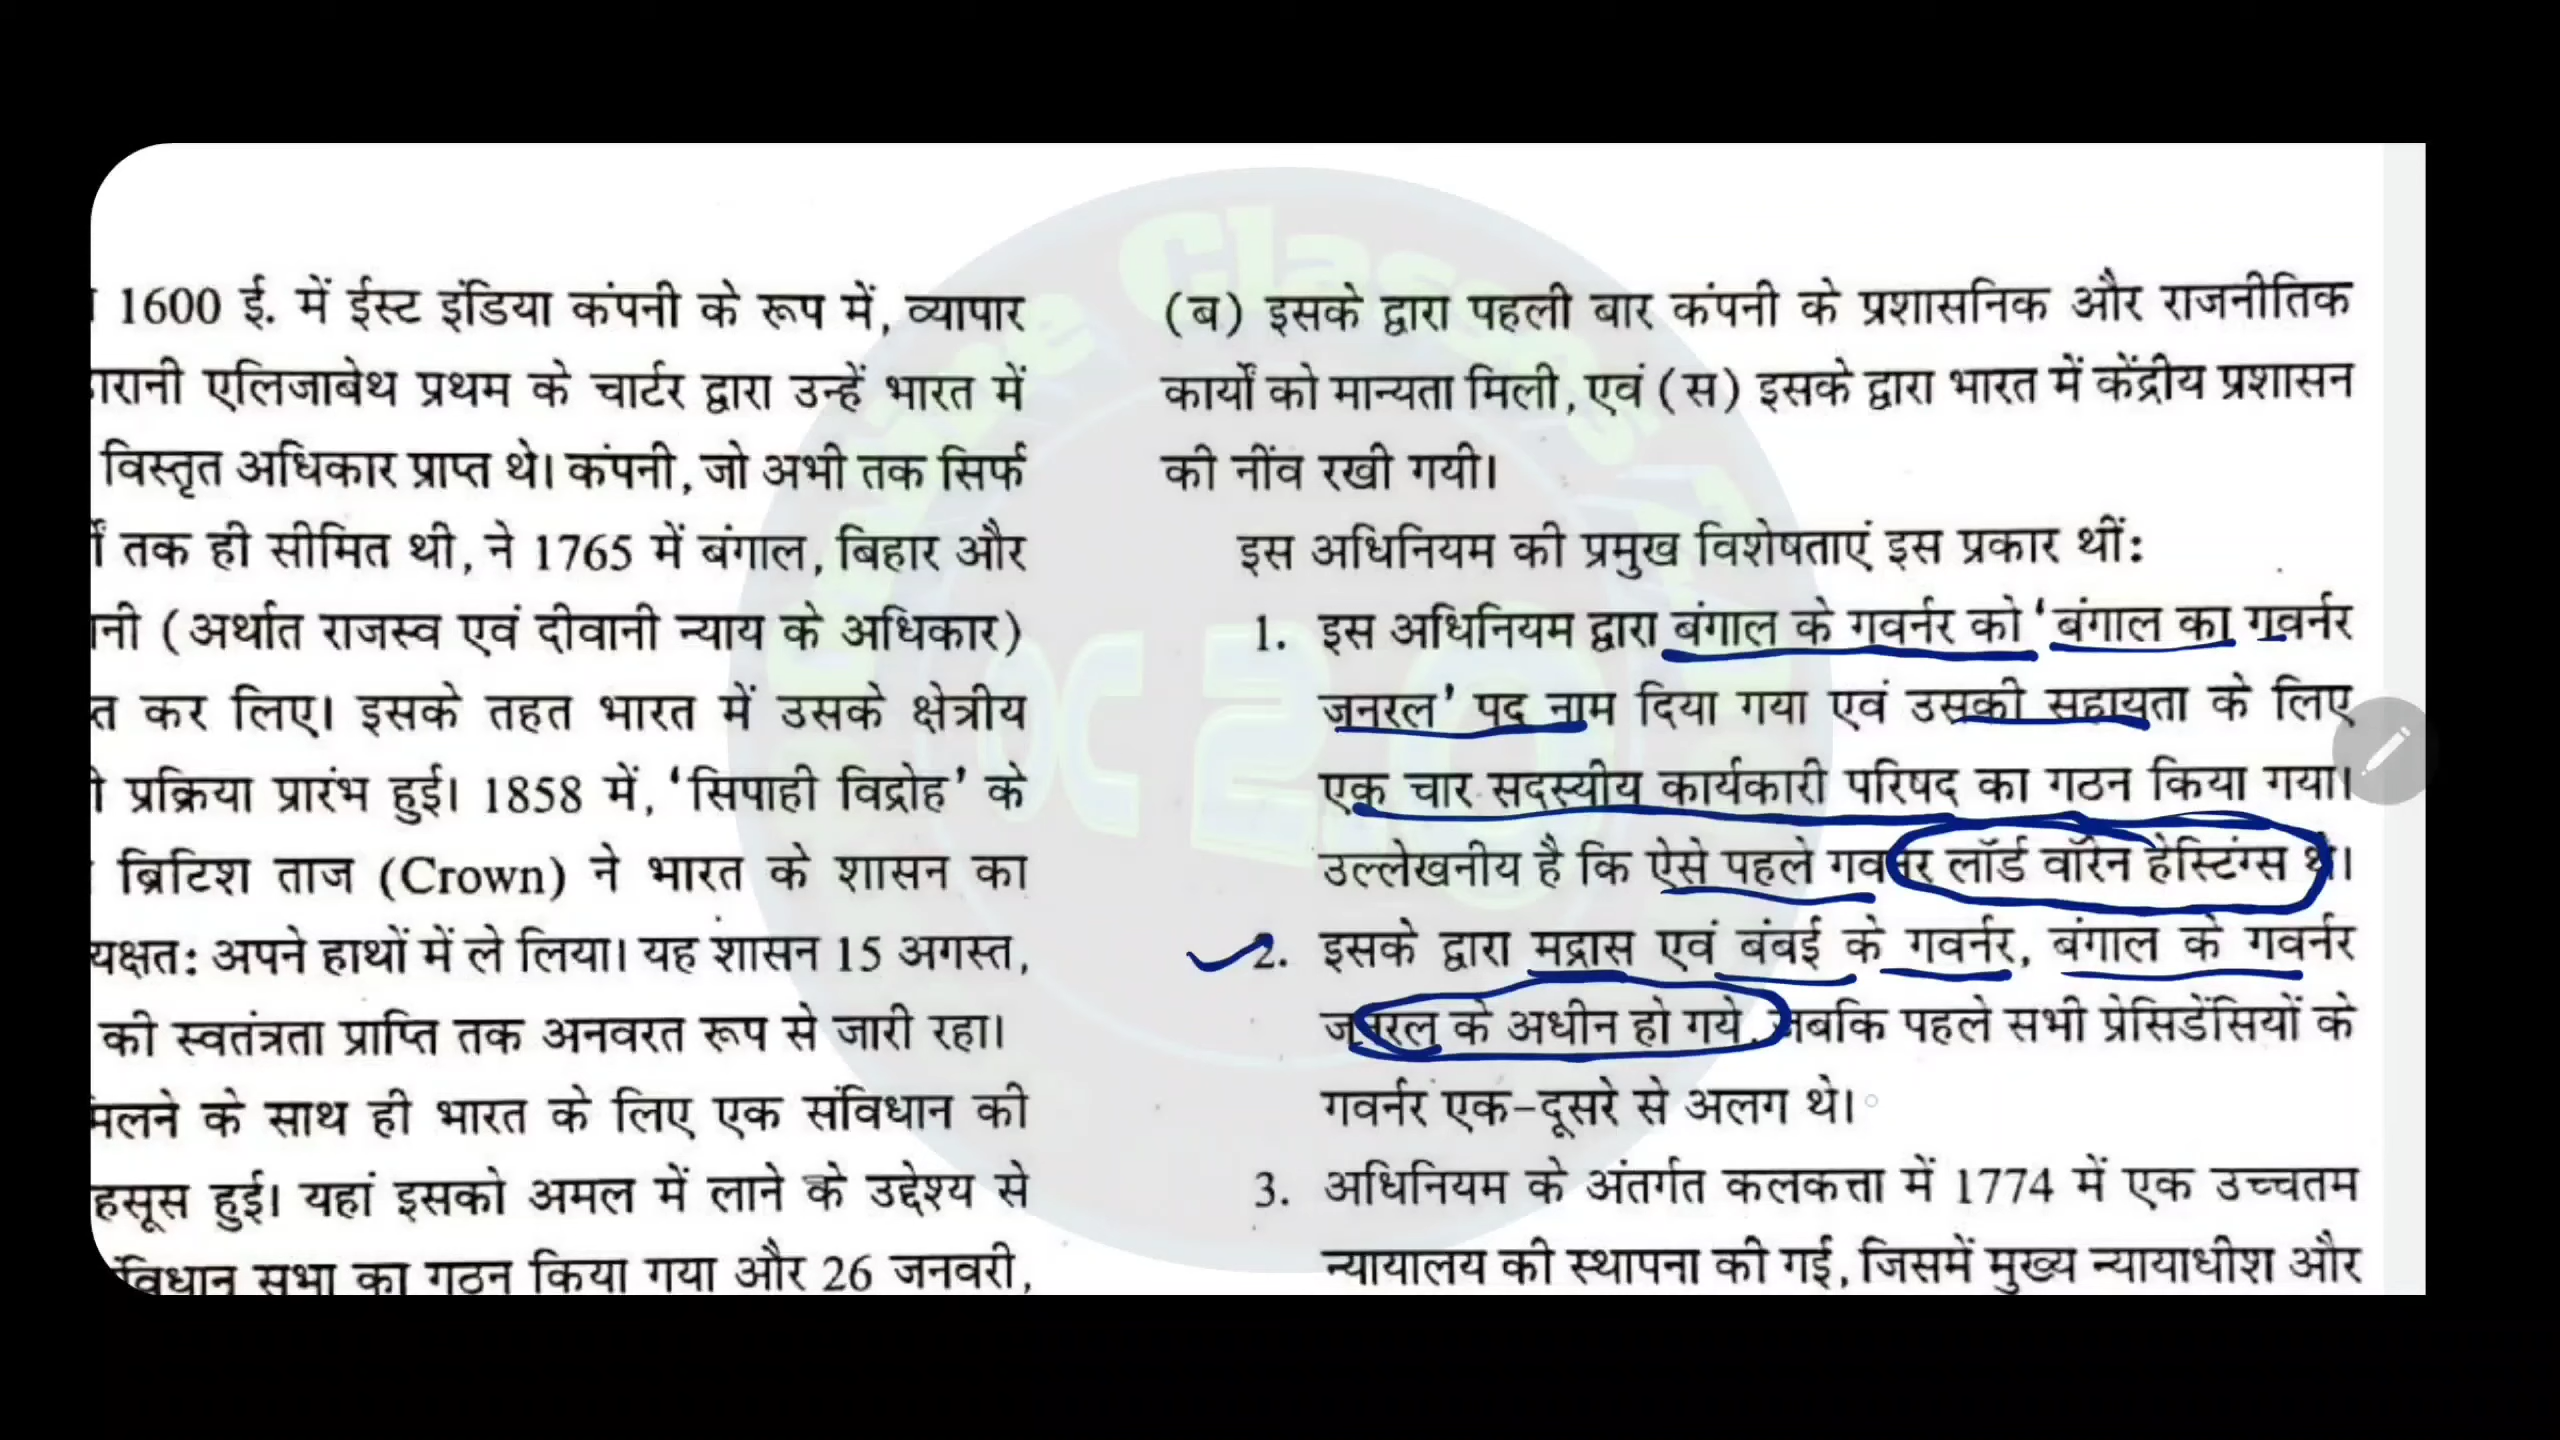 1600 ई. में ईस्ट इंडिया कंपनी के रूप में, व्यापार
एलिजाबेथ प्रथम के चार्टर द्वारा उन्हें भारत में
विस्तृत अधिकार प्राप्त थे। कंपनी, जो अभी तक सिर्फ
तक ही सीमित थी, ने 1765 में बंगाल, बिहार और
(अर्थात राजस्व एवं दीवानी न्याय के अधिकार)
कर लिए। इसके तहत भारत में उसके क्षेत्रीय
प्रक्रिया प्रारंभ हुई। 1858 में, ‘सिपाही विद्रोह’ के
ब्रिटिश ताज (Crown) ने भारत के शासन का
अपने हाथों में ले लिया। यह शासन 15 अगस्त,
की स्वतंत्रता प्राप्ति तक अनवरत रूप से जारी रहा।
के साथ ही भारत के लिए एक संविधान की
हुई। यहां इसको अमल में लाने के उद्देश्य से
सभा का गठन किया गया और 26 जनवरी,
(ब) इसके द्वारा पहली बार कंपनी के प्रशासनिक और राजनीतिक
कार्यों को मान्यता मिली, एवं (स) इसके द्वारा भारत में केंद्रीय प्रशासन
की नींव रखी गयी।
इस अधिनियम की प्रमुख विशेषताएं इस प्रकार थीं:
1. इस अधिनियम द्वारा बंगाल के गवर्नर को ‘बंगाल का गवर्नर
जनरल’ पद नाम दिया गया एवं उसकी सहायता के लिए
एक चार सदस्यीय कार्यकारी परिषद का गठन किया गया।
उल्लेखनीय है कि ऐसे पहले गवर्नर लॉर्ड वॉरेन हैस्टिंग्स थे।
2. इसके द्वारा मद्रास एवं बंबई के गवर्नर, बंगाल के गवर्नर
जनरल के अधीन हो गये, जबकि पहले सभी प्रेसिडेंसियों के
गवर्नर एक-दूसरे से अलग थे।
3. अधिनियम के अंतर्गत कलकत्ता में 1774 में एक उच्चतम
न्यायालय की स्थापना की गई, जिसमें मुख्य न्यायाधीश और